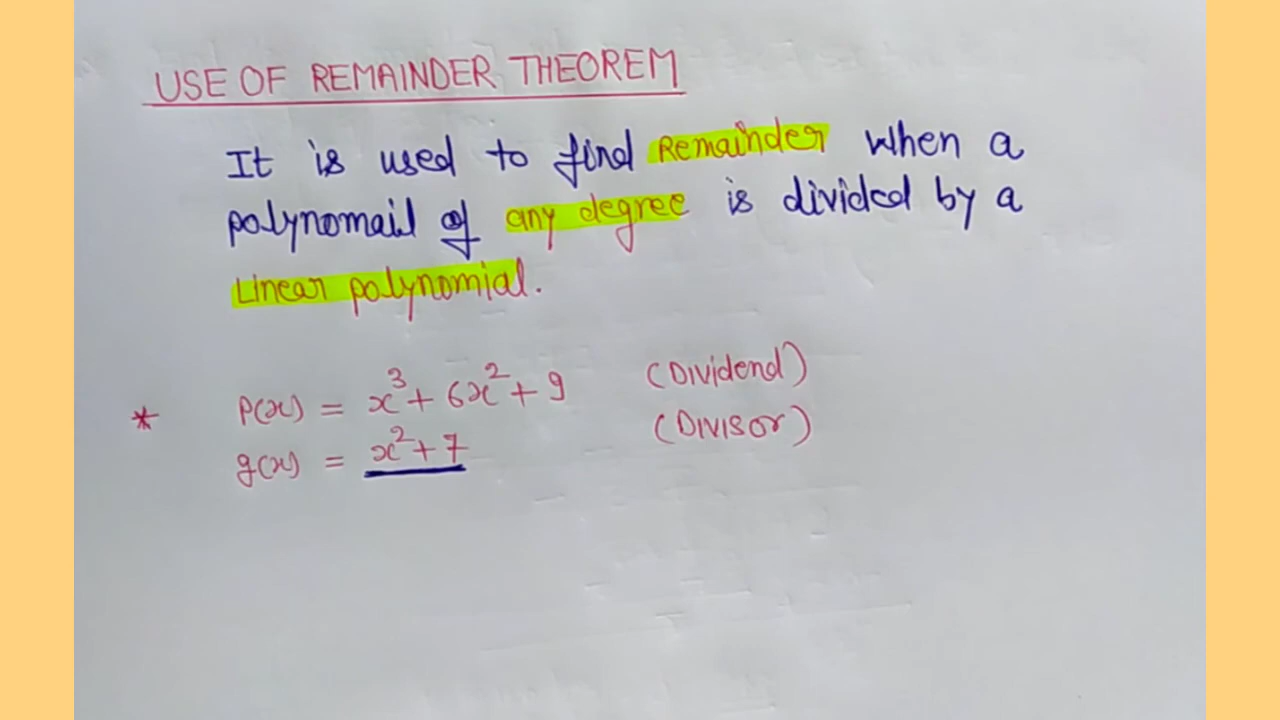 USE OF REMAINDER THEOREM
It is used to find Remainder when a
polynomail of any degree is divided by a
Linear polynomial.
* P(x) = x³ + 6x² + 9 (Dividend)
g(x) = x² + 7 (Divisor)